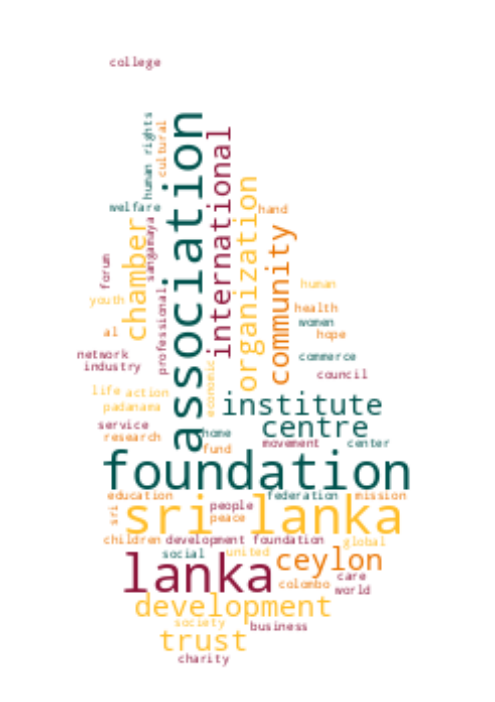 college
human rights
cultural
association
international
welfare
organization
hand
sangamaya
chamber
community
forum
human
youth
professional
health
women
al
hope
network
commerce
industry
economic
council
life
action
padanama
institute
service
centre
research
home
movement
center
fund
foundation
education
federation
mission
sri
sri lanka
people
peace
children
development foundation
global
social
united
lanka
ceylon
care
colombo
world
development
society
business
trust
charity